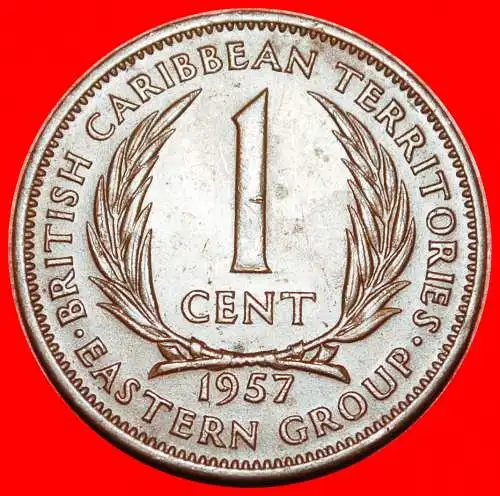 · BRITISH CARIBBEAN TERRITORIES ·
1
CENT
1957
EASTERN GROUP